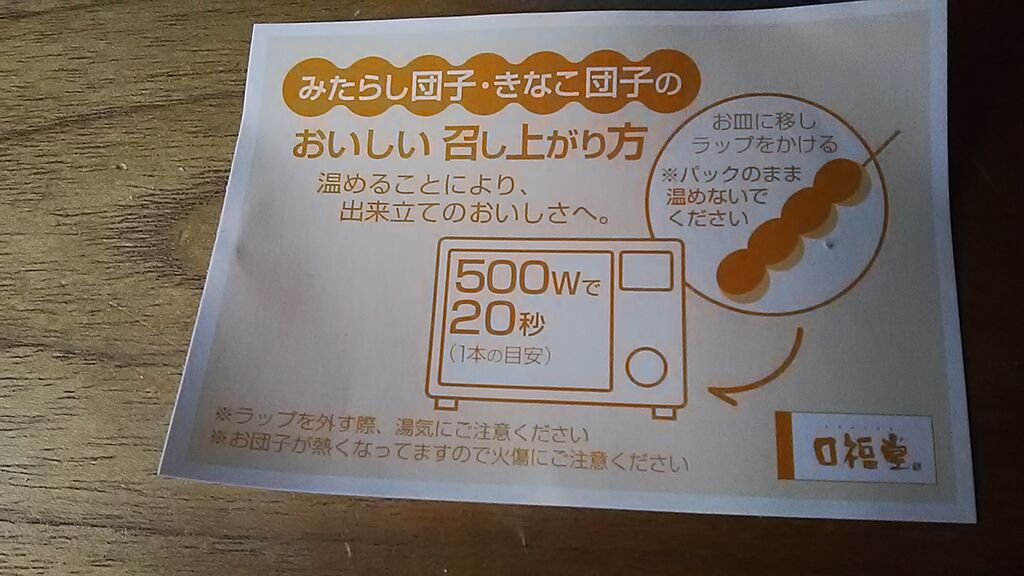 みたらし団子・きなこ団子の
おいしい 召し上がり方
温めることにより、
出来立てのおいしさへ。
お皿に移し
ラップをかける
※パックのまま
温めないで
ください
500Wで
20秒
(1本の目安)
※ラップを外す際、湯気にご注意ください
※お団子が熱くなってますので火傷にご注意ください
口福堂